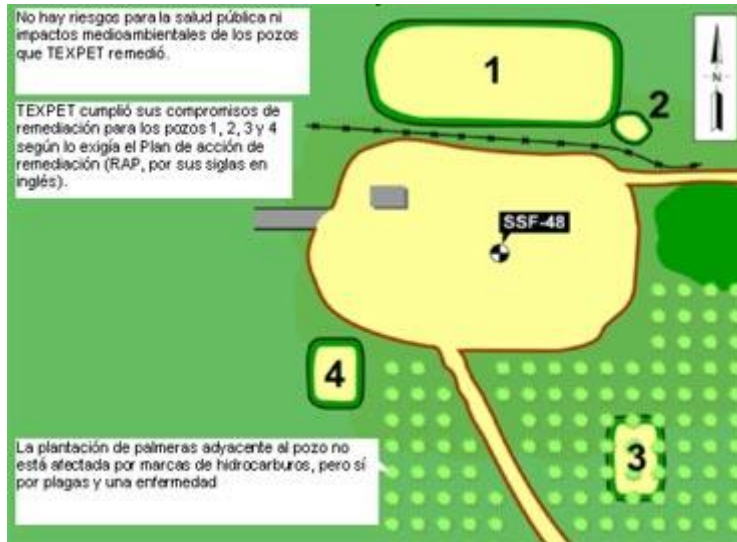 No hay riesgos para la salud pública ni
impactos medioambientales de los pozos
que TEXPET remedió.
TEXPET cumplió sus compromisos de
remediación para los pozos 1, 2, 3 y 4
según lo exigía el Plan de acción de
remediación (RAP, por sus siglas en
inglés).
1
2
N
SSF-48
4
3
La plantación de palmeras adyacente al pozo no
está afectada por marcas de hidrocarburos, pero sí
por plagas y una enfermedad